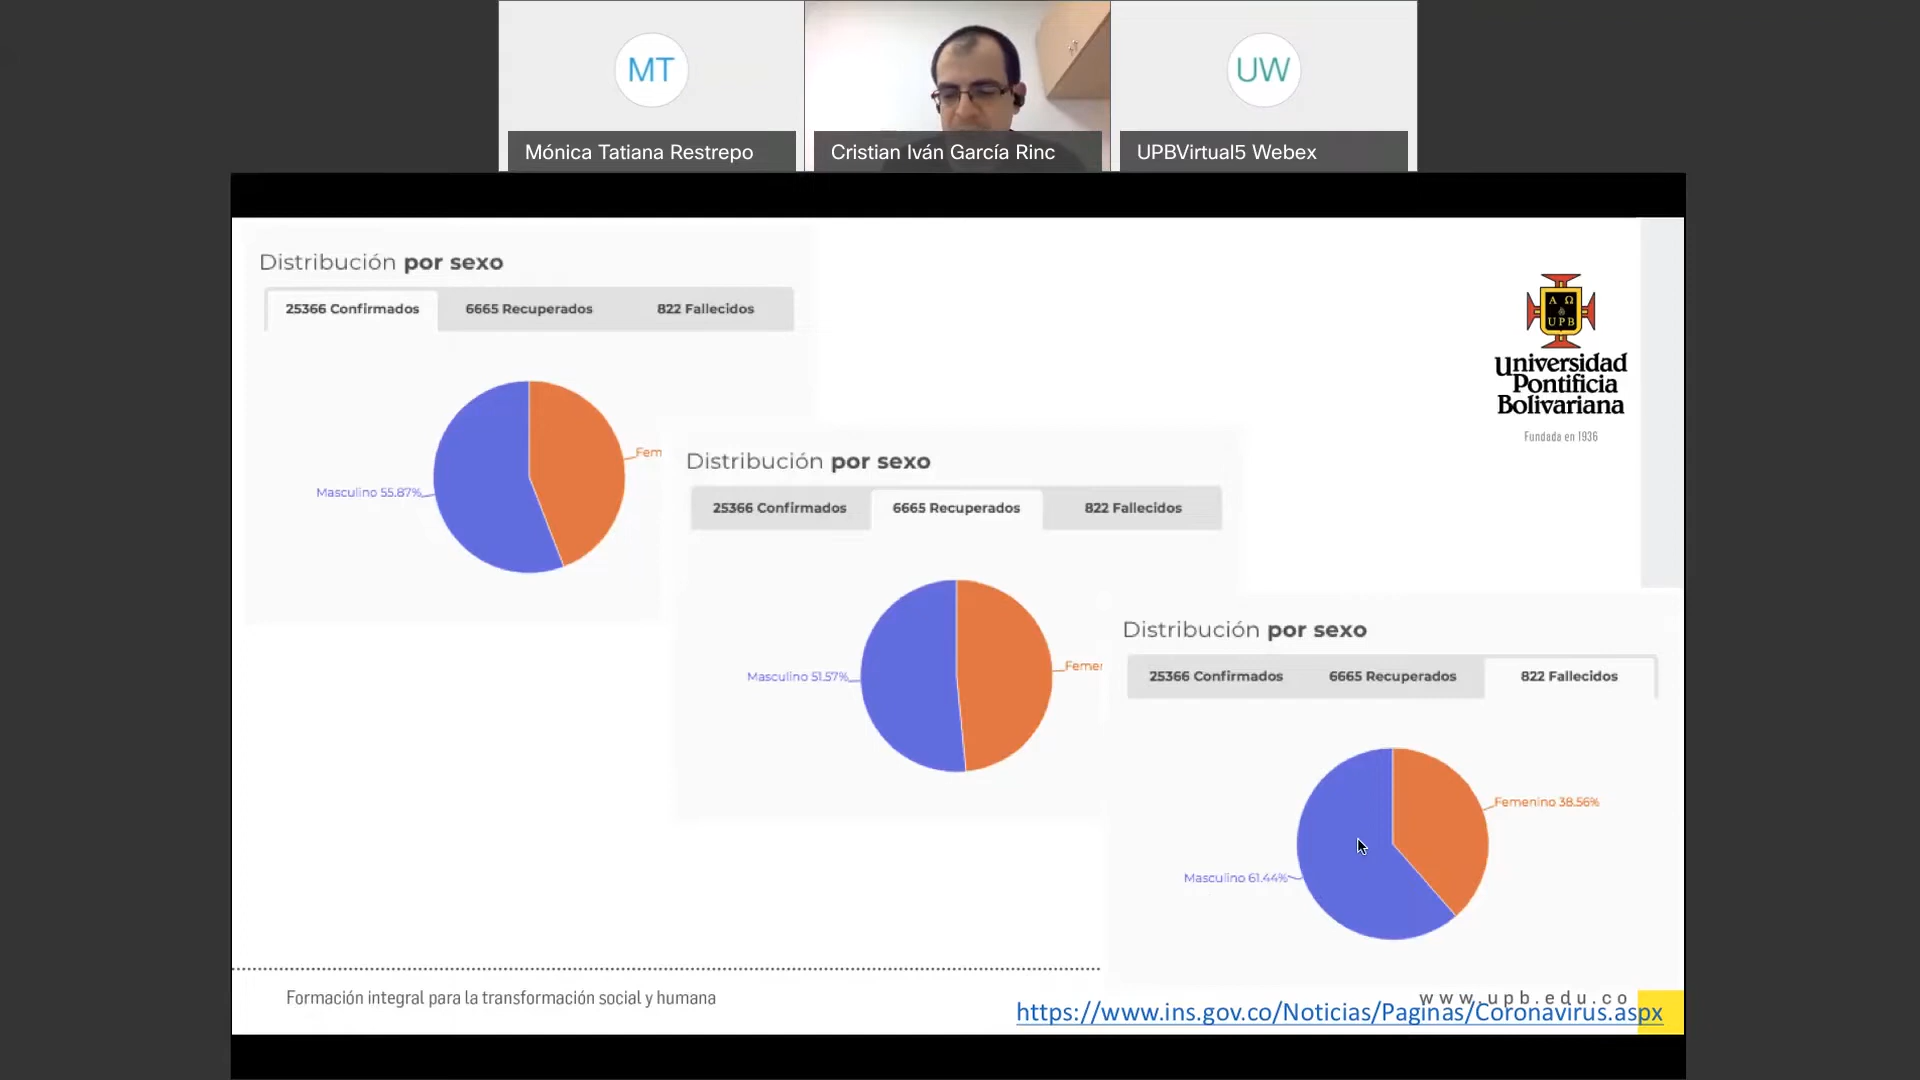 MT
UW
Mónica Tatiana Restrepo
Cristian Iván García Rinc
UPBVirtual5 Webex
Distribución por sexo
25366 Confirmados 6665 Recuperados 822 Fallecidos
Fem
Masculino 55.87%
Α Ω
UPB
Universidad
Pontificia
Bolivariana
Fundada en 1936
Distribución por sexo
25366 Confirmados 6665 Recuperados 822 Fallecidos
Femer
Masculino 51.57%
Distribución por sexo
25366 Confirmados 6665 Recuperados 822 Fallecidos
Femenino 38.56%
Masculino 61.44%
Formación integral para la transformación social y humana
www.upb.edu.co
https://www.ins.gov.co/Noticias/Paginas/Coronavirus.aspx